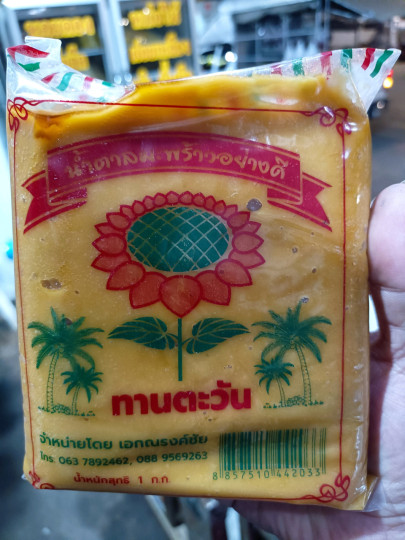 น้ำตาลมะพร้าวอย่างดี
ทานตะวัน
จำหน่ายโดย เอกณรงค์ชัย
โทร. 063 7892462, 088 9569263
น้ำหนักสุทธิ 1 ก.ก.
8 857510 442033